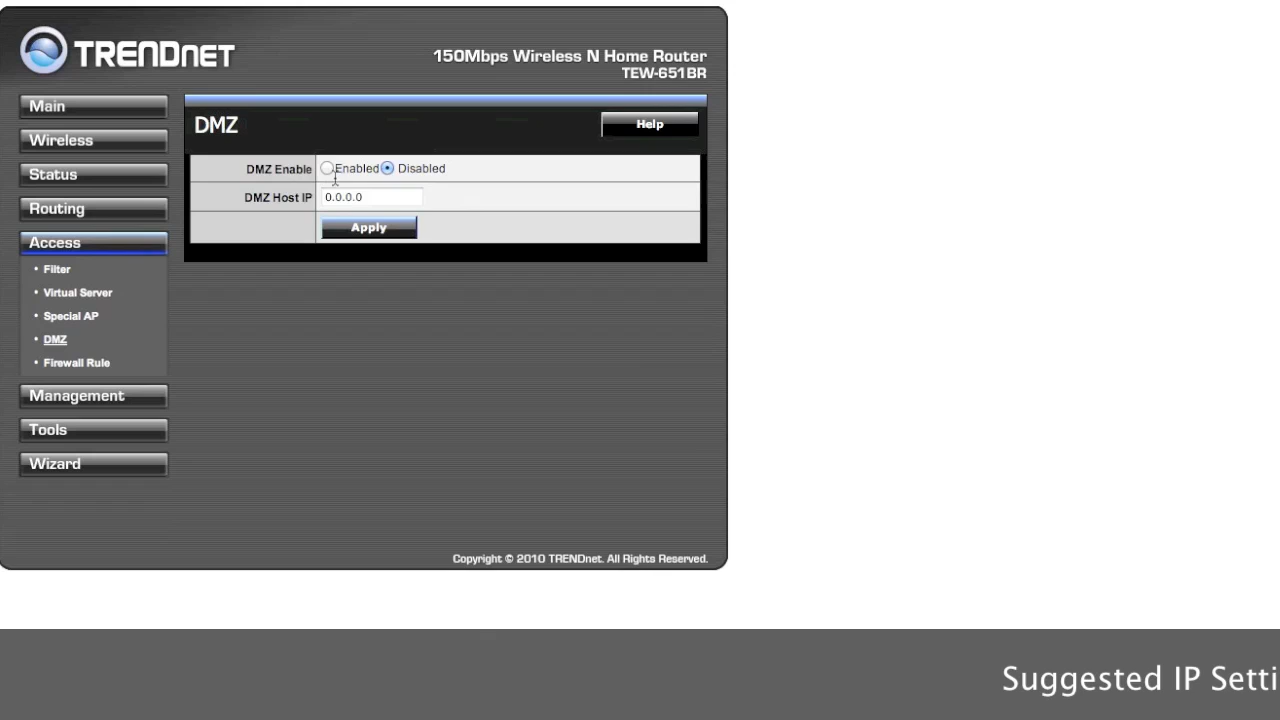 TRENDNET
150Mbps Wireless N Home Router
TEW-651BR
Main
Wireless
Status
Routing
Access
• Filter
• Virtual Server
• Special AP
• DMZ
• Firewall Rule
Management
Tools
Wizard
DMZ
Help
DMZ Enable Enabled Disabled
DMZ Host IP 0.0.0.0
Apply
Copyright © 2010 TRENDnet. All Rights Reserved.
Suggested IP Setti